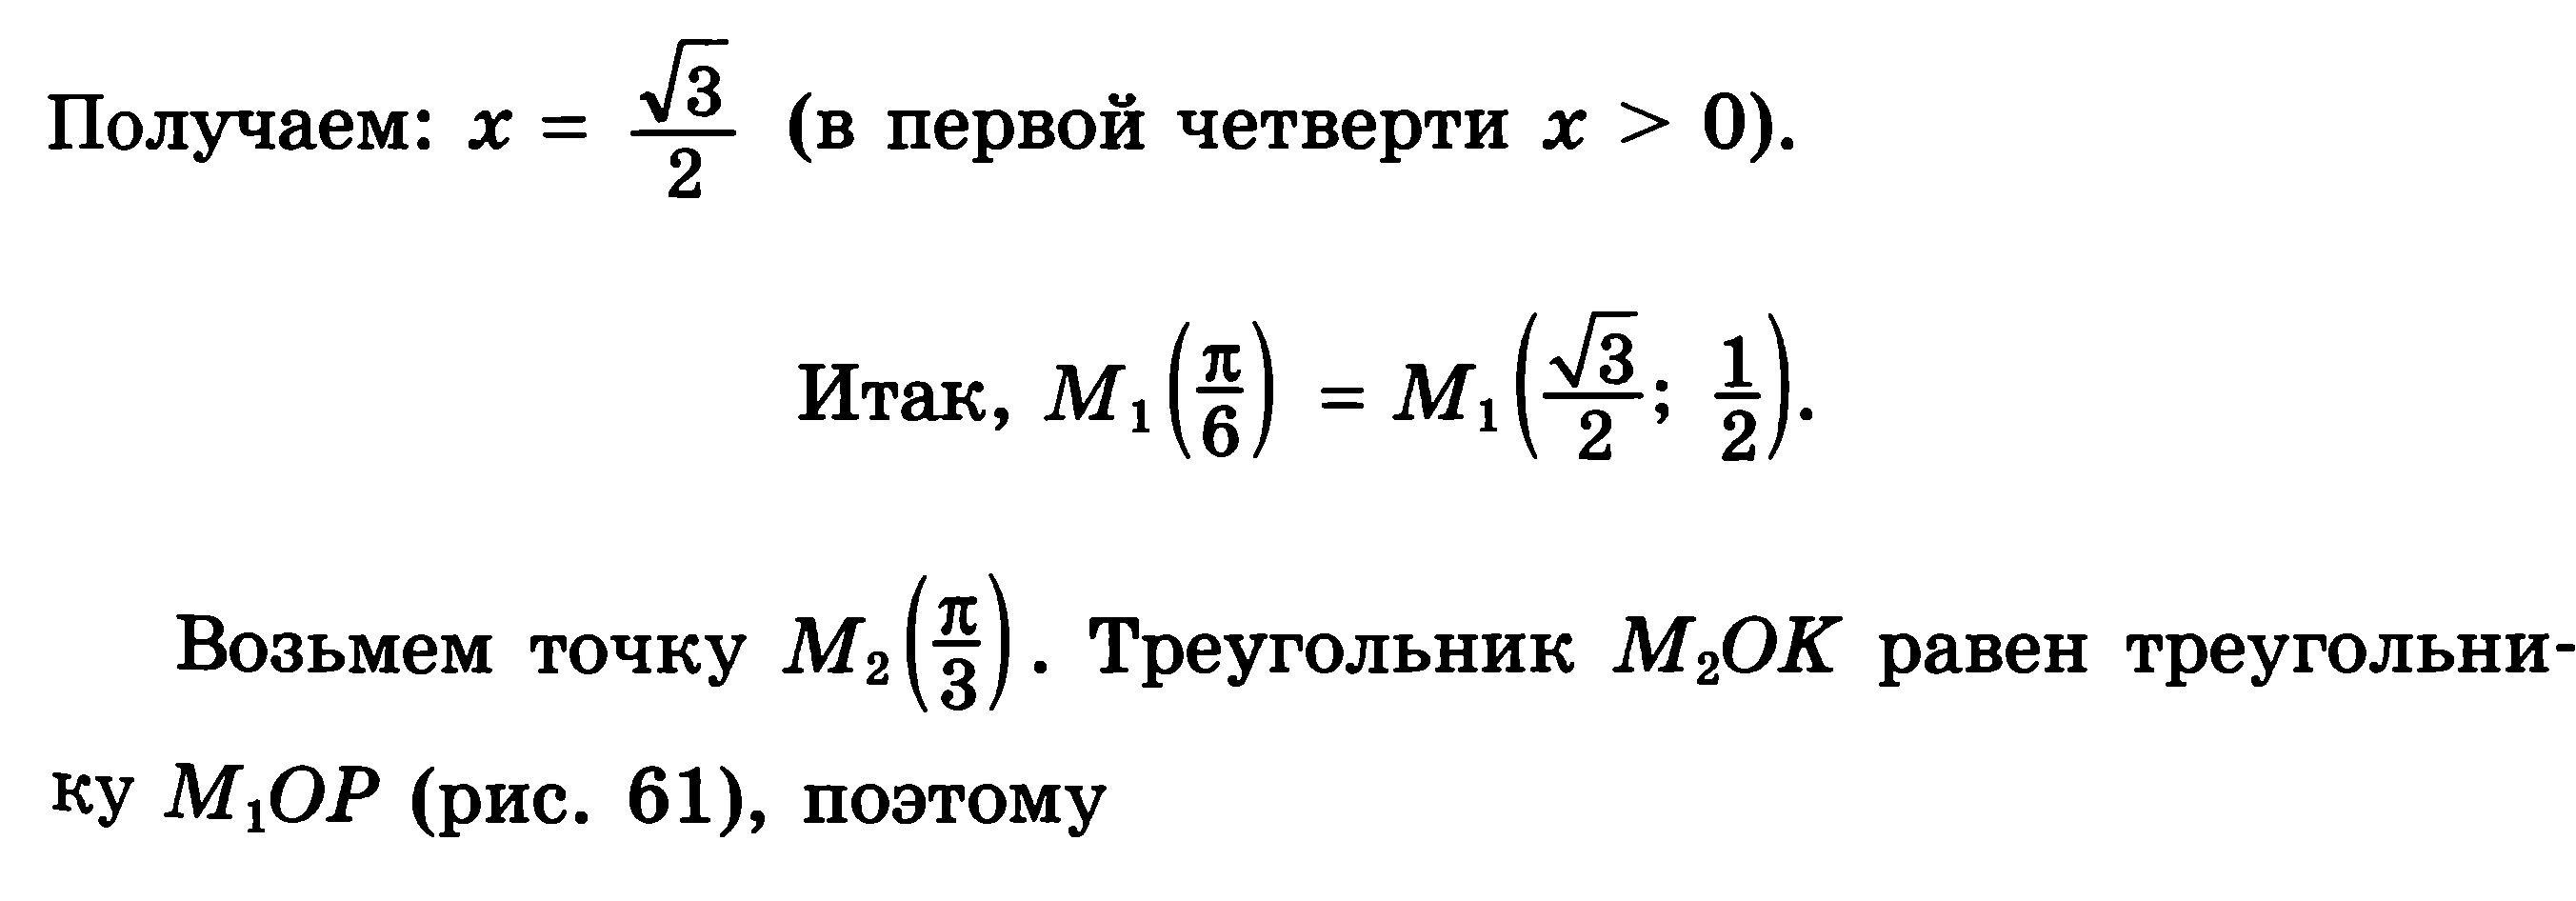 Получаем: x = √3/2 (в первой четверти x > 0).
Итак, M₁(π/6) = M₁(√3/2; 1/2).
Возьмем точку M₂(π/3). Треугольник M₂OK равен треугольни-
ку M₁OP (рис. 61), поэтому